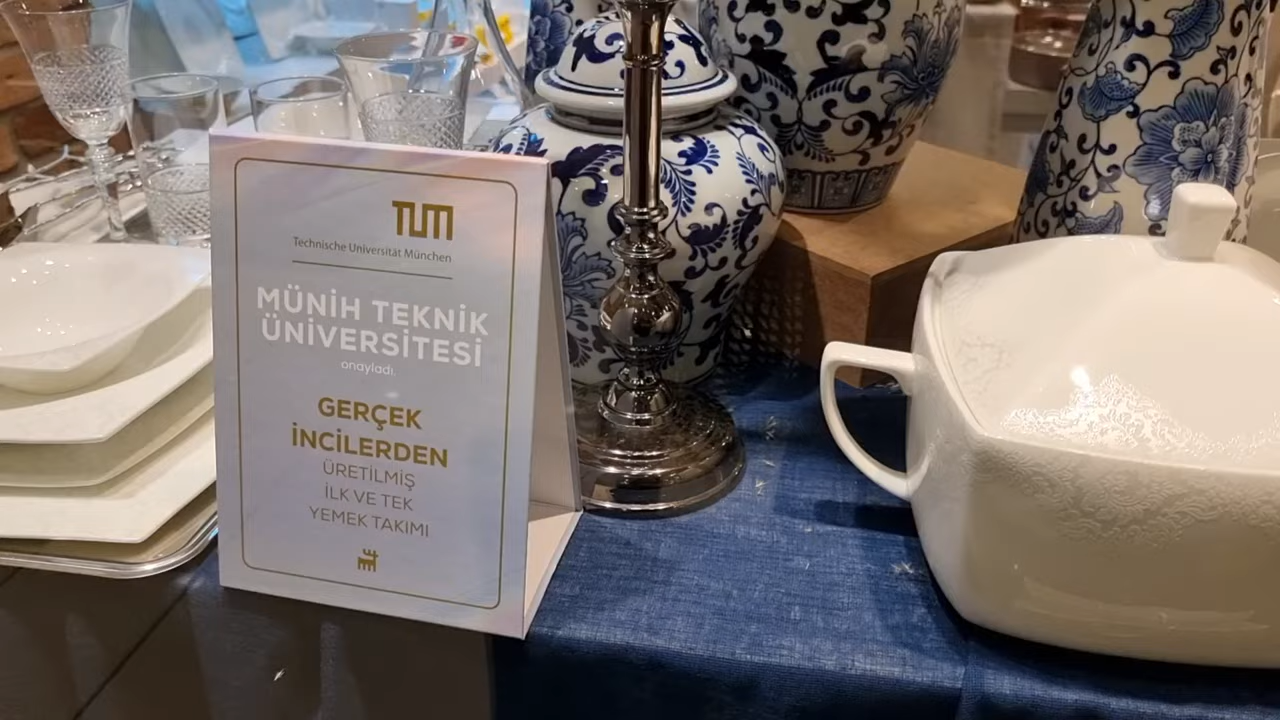 TUM
Technische Universität München
MÜNİH TEKNİK
ÜNİVERSİTESİ
onayladı.
GERÇEK
İNCİLERDEN
ÜRETİLMİŞ
İLK VE TEK
YEMEK TAKIMI